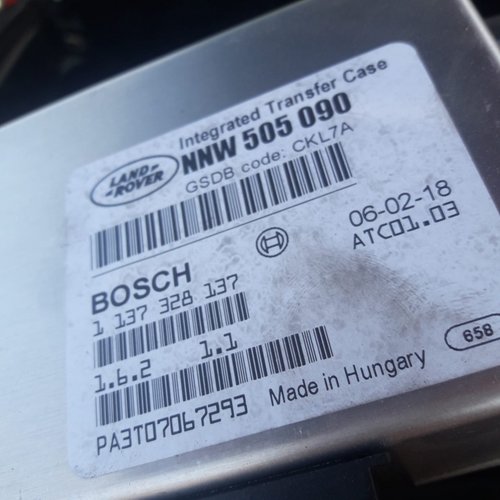 Integrated Transfer Case
LAND
ROVER
NNW 505 090
GSDB code: CKL7A
06-02-18
ATC01.03
BOSCH
1 137 328 137
1.6.2 1.1
658
Made in Hungary
PA3T07067293